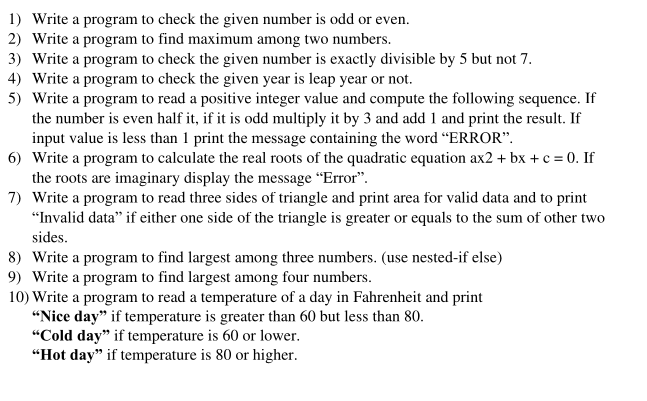 1) Write a program to check the given number is odd or even.
2) Write a program to find maximum among two numbers.
3) Write a program to check the given number is exactly divisible by 5 but not 7.
4) Write a program to check the given year is leap year or not.
5) Write a program to read a positive integer value and compute the following sequence. If
the number is even half it, if it is odd multiply it by 3 and add 1 and print the result. If
input value is less than 1 print the message containing the word “ERROR”.
6) Write a program to calculate the real roots of the quadratic equation ax2 + bx + c = 0. If
the roots are imaginary display the message “Error”.
7) Write a program to read three sides of triangle and print area for valid data and to print
“Invalid data” if either one side of the triangle is greater or equals to the sum of other two
sides.
8) Write a program to find largest among three numbers. (use nested-if else)
9) Write a program to find largest among four numbers.
10) Write a program to read a temperature of a day in Fahrenheit and print
“Nice day” if temperature is greater than 60 but less than 80.
“Cold day” if temperature is 60 or lower.
“Hot day” if temperature is 80 or higher.